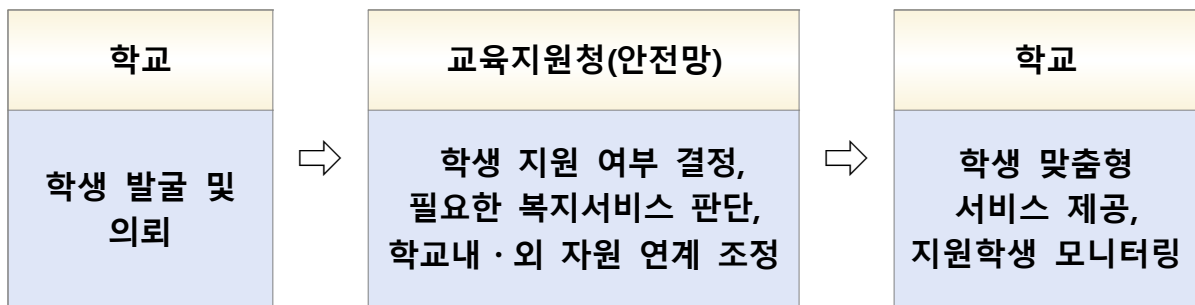 학교
학생 발굴 및
의뢰
⇨
교육지원청(안전망)
학생 지원 여부 결정,
필요한 복지서비스 판단,
학교내ㆍ외 자원 연계 조정
⇨
학교
학생 맞춤형
서비스 제공,
지원학생 모니터링